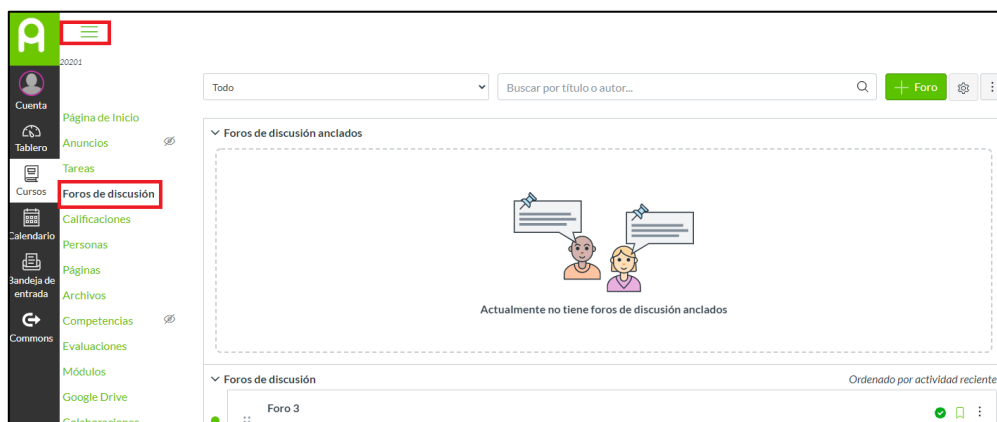 20201
Cuenta
Tablero
Cursos
Calendario
Bandeja de
entrada
Commons
Página de Inicio
Anuncios
Tareas
Foros de discusión
Calificaciones
Personas
Páginas
Archivos
Competencias
Evaluaciones
Módulos
Google Drive
Colaboraciones
Todo
Buscar por título o autor...
Foro
Foros de discusión anclados
Actualmente no tiene foros de discusión anclados
Foros de discusión
Ordenado por actividad reciente
Foro 3